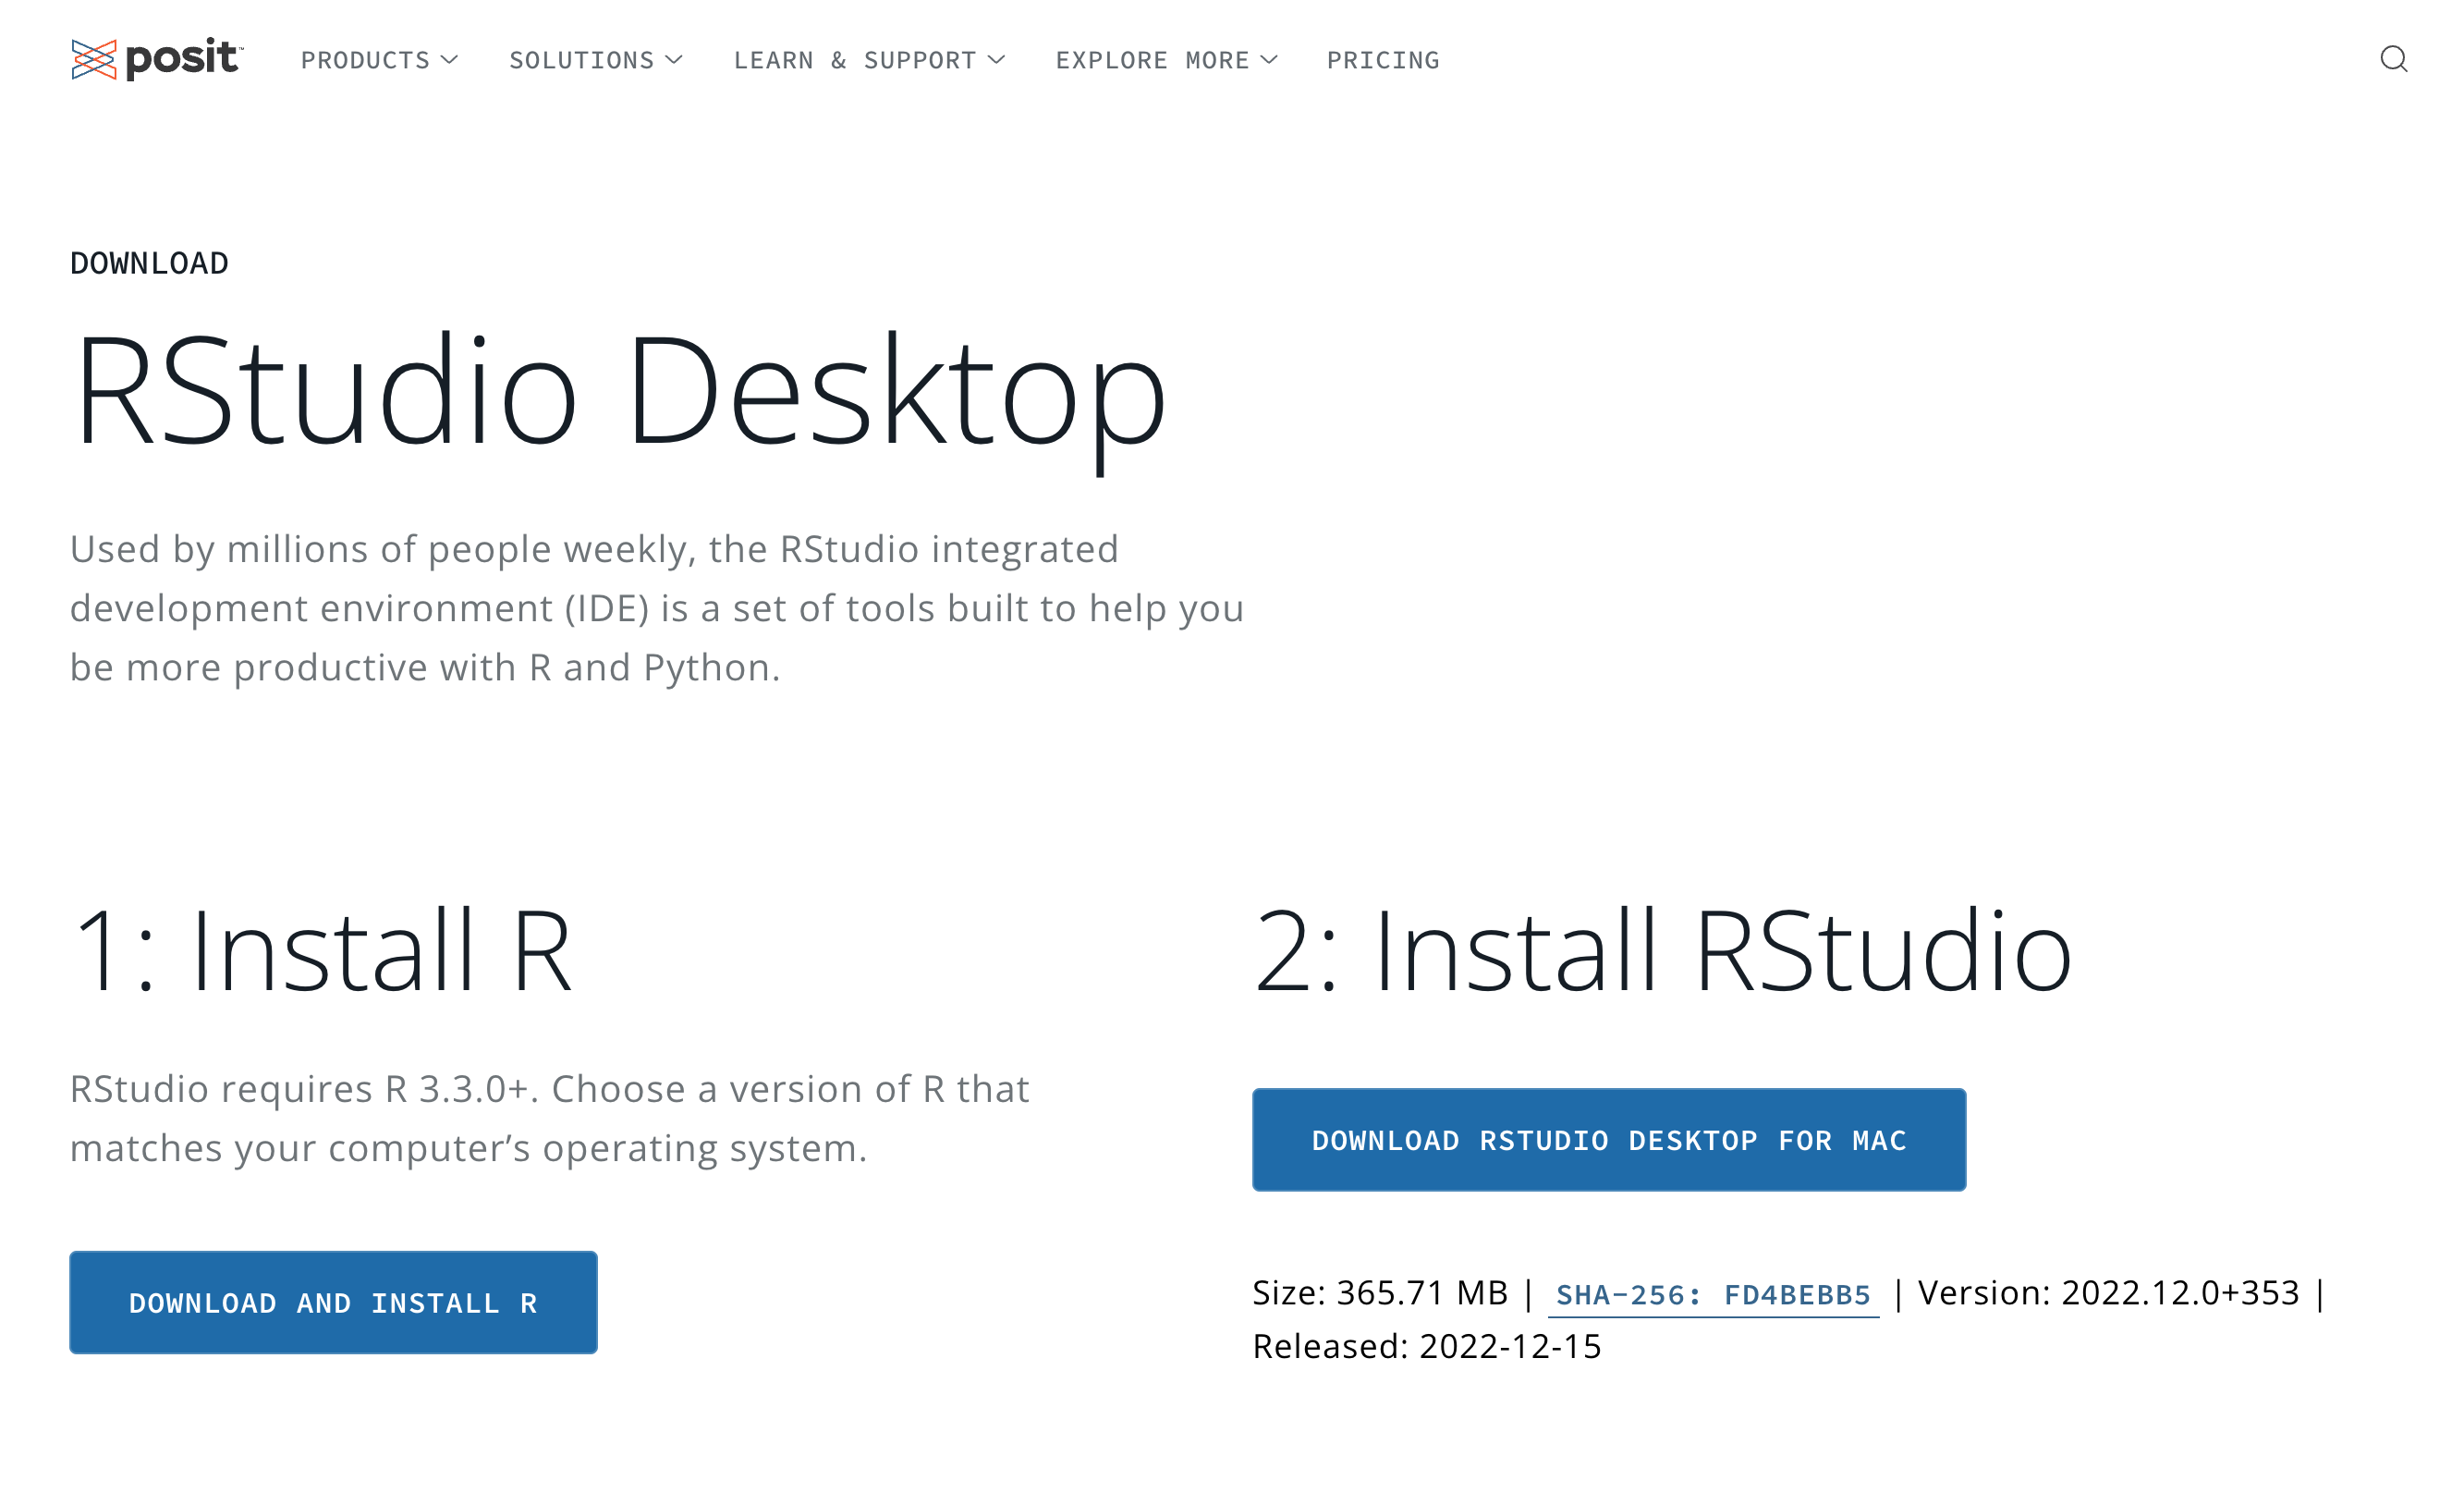 posit™ PRODUCTS SOLUTIONS LEARN & SUPPORT EXPLORE MORE PRICING
DOWNLOAD
RStudio Desktop
Used by millions of people weekly, the RStudio integrated
development environment (IDE) is a set of tools built to help you
be more productive with R and Python.
1: Install R
RStudio requires R 3.3.0+. Choose a version of R that
matches your computer’s operating system.
DOWNLOAD AND INSTALL R
2: Install RStudio
DOWNLOAD RSTUDIO DESKTOP FOR MAC
Size: 365.71 MB | SHA-256: FD4BEBB5 | Version: 2022.12.0+353 |
Released: 2022-12-15